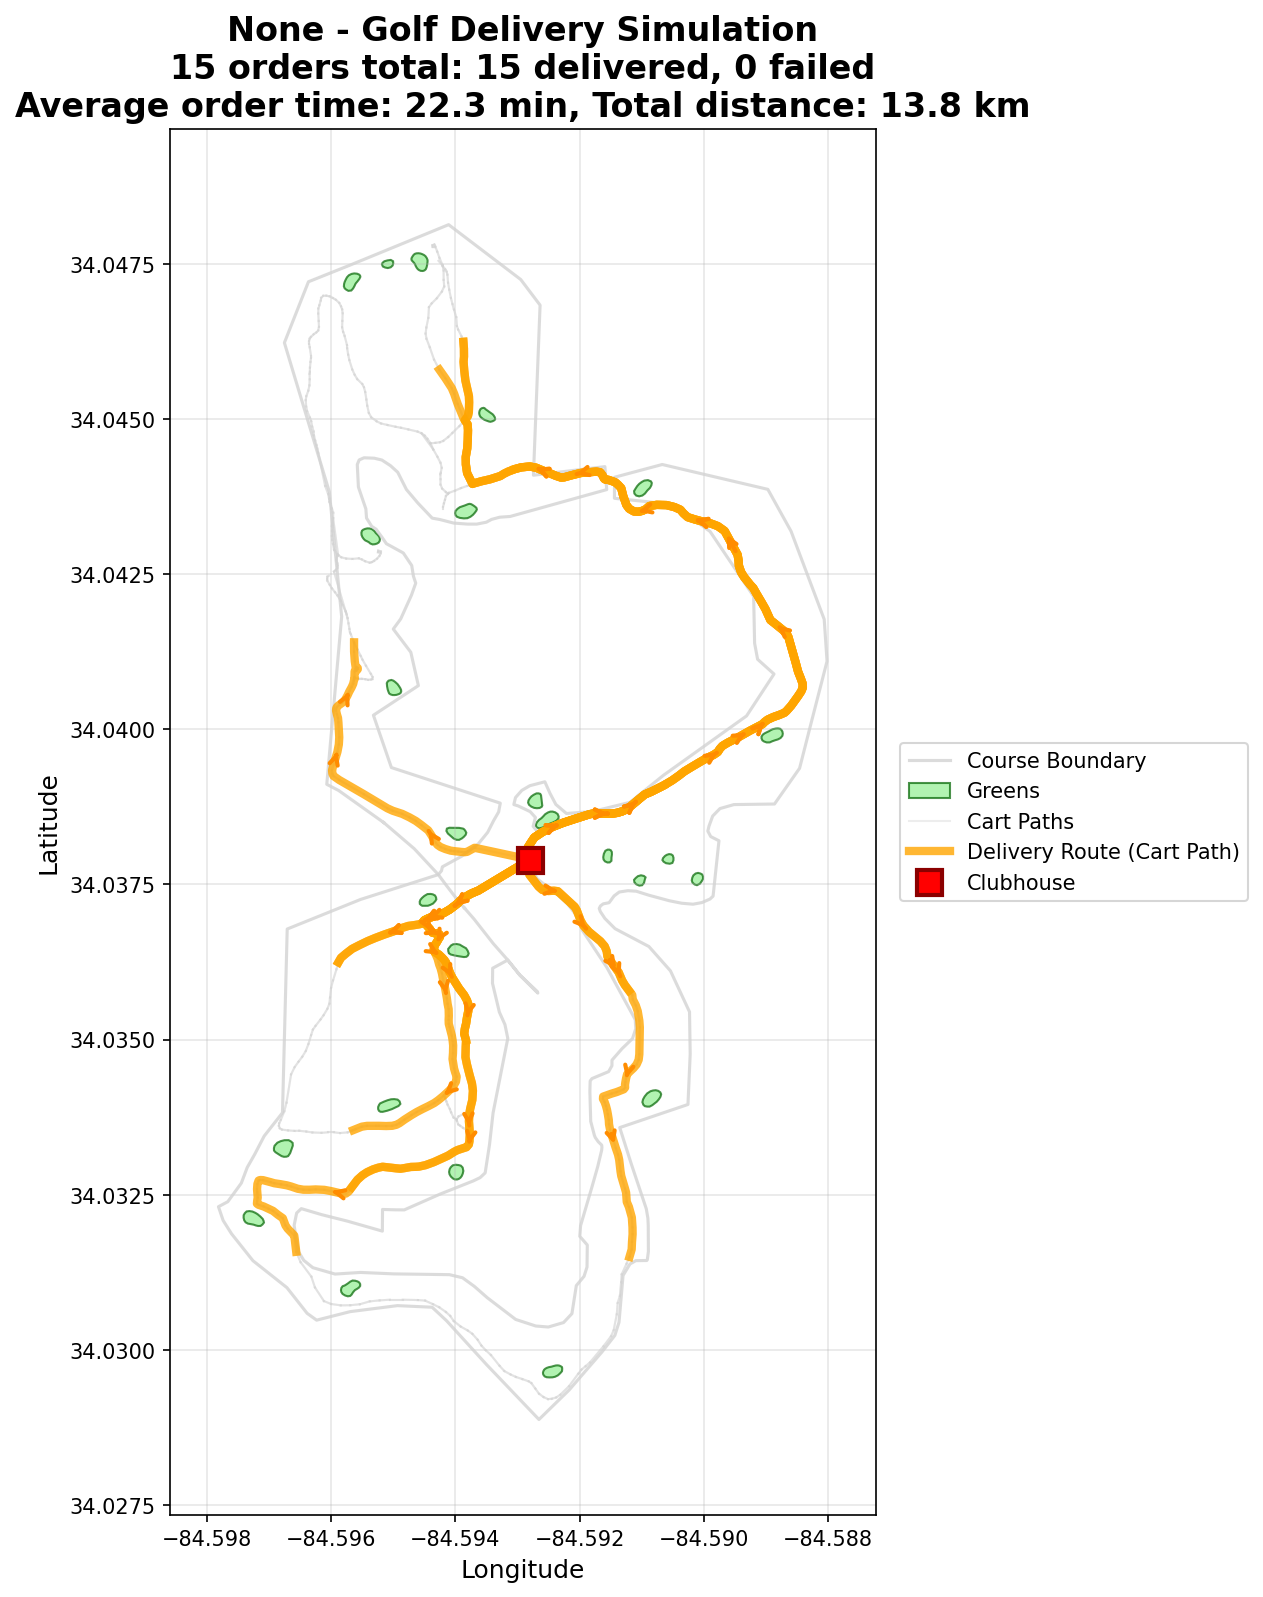 None - Golf Delivery Simulation
15 orders total: 15 delivered, 0 failed
Average order time: 22.3 min, Total distance: 13.8 km
34.0475
34.0450
34.0425
34.0400
34.0375
34.0350
34.0325
34.0300
34.0275
Latitude
−84.598
−84.596
−84.594
−84.592
−84.590
−84.588
Longitude
Course Boundary
Greens
Cart Paths
Delivery Route (Cart Path)
Clubhouse